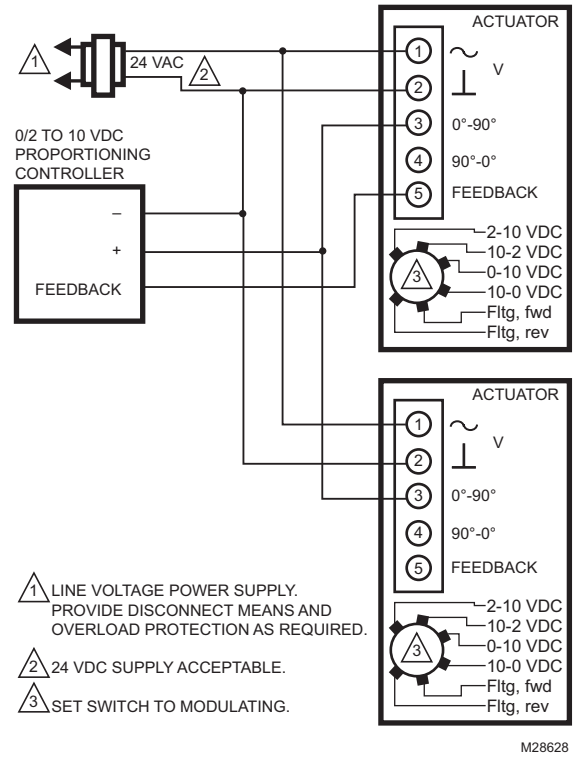 ACTUATOR
1
24 VAC
2
1
V
2
0/2 TO 10 VDC
PROPORTIONING
CONTROLLER
3 0°-90°
4 90°-0°
5 FEEDBACK
–
+
FEEDBACK
2-10 VDC
10-2 VDC
3
0-10 VDC
10-0 VDC
Fltg, fwd
Fltg, rev
ACTUATOR
1
V
2
3 0°-90°
4 90°-0°
5 FEEDBACK
2-10 VDC
10-2 VDC
3
0-10 VDC
10-0 VDC
Fltg, fwd
Fltg, rev
1 LINE VOLTAGE POWER SUPPLY.
PROVIDE DISCONNECT MEANS AND
OVERLOAD PROTECTION AS REQUIRED.
2 24 VDC SUPPLY ACCEPTABLE.
3 SET SWITCH TO MODULATING.
M28628